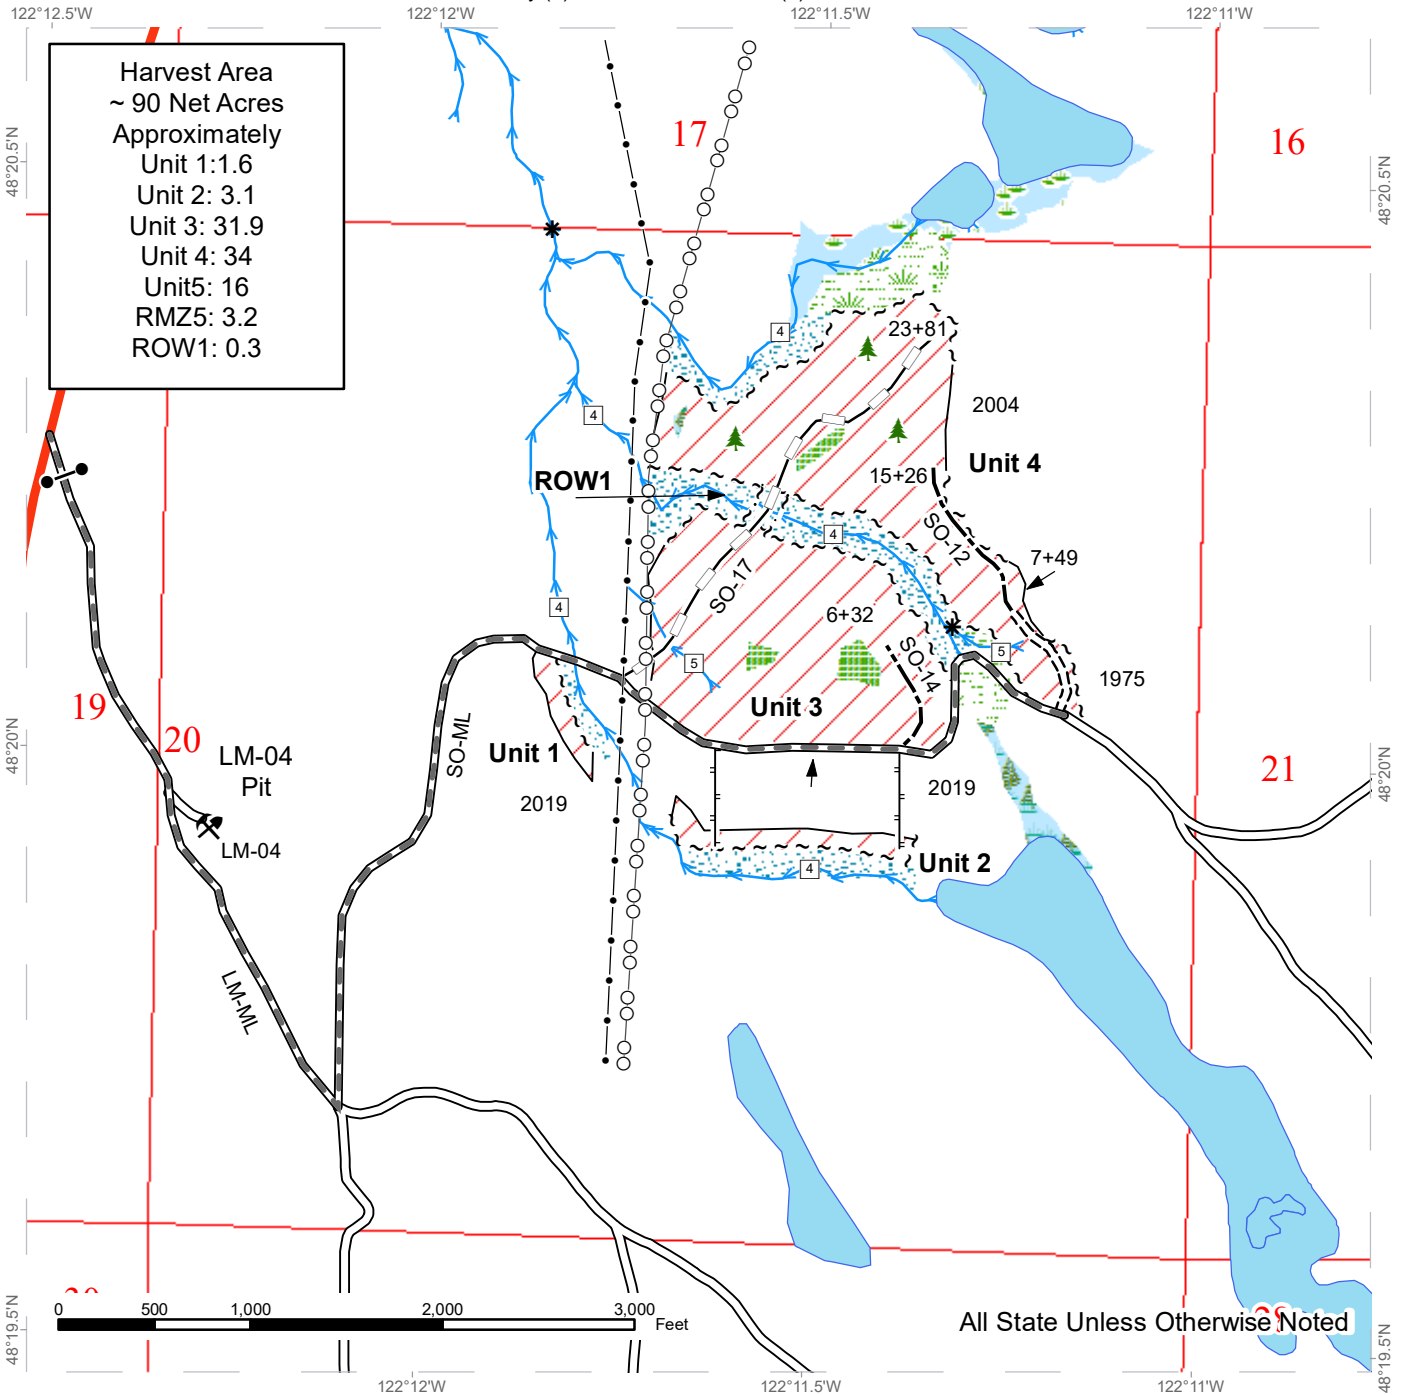 122°12.5'W
122°12'W
122°11.5'W
122°11'W
Harvest Area
~ 90 Net Acres
Approximately
Unit 1:1.6
Unit 2: 3.1
Unit 3: 31.9
Unit 4: 34
Unit5: 16
RMZ5: 3.2
ROW1: 0.3
17
16
48°20.5'N
48°20.5'N
23+81
4
2004
4
Unit 4
15+26
ROW1
SO-12
4
7+49
SO-17
4
6+32
5
SO-14
5
1975
19
20
Unit 3
LM-04
Pit
SO-ML
Unit 1
21
48°20'N
48°20'N
2019
2019
LM-04
Unit 2
4
LM-ML
0
500
1,000
2,000
3,000
Feet
All State Unless Otherwise Noted
48°19.5'N
48°19.5'N
122°12'W
122°11.5'W
122°11'W